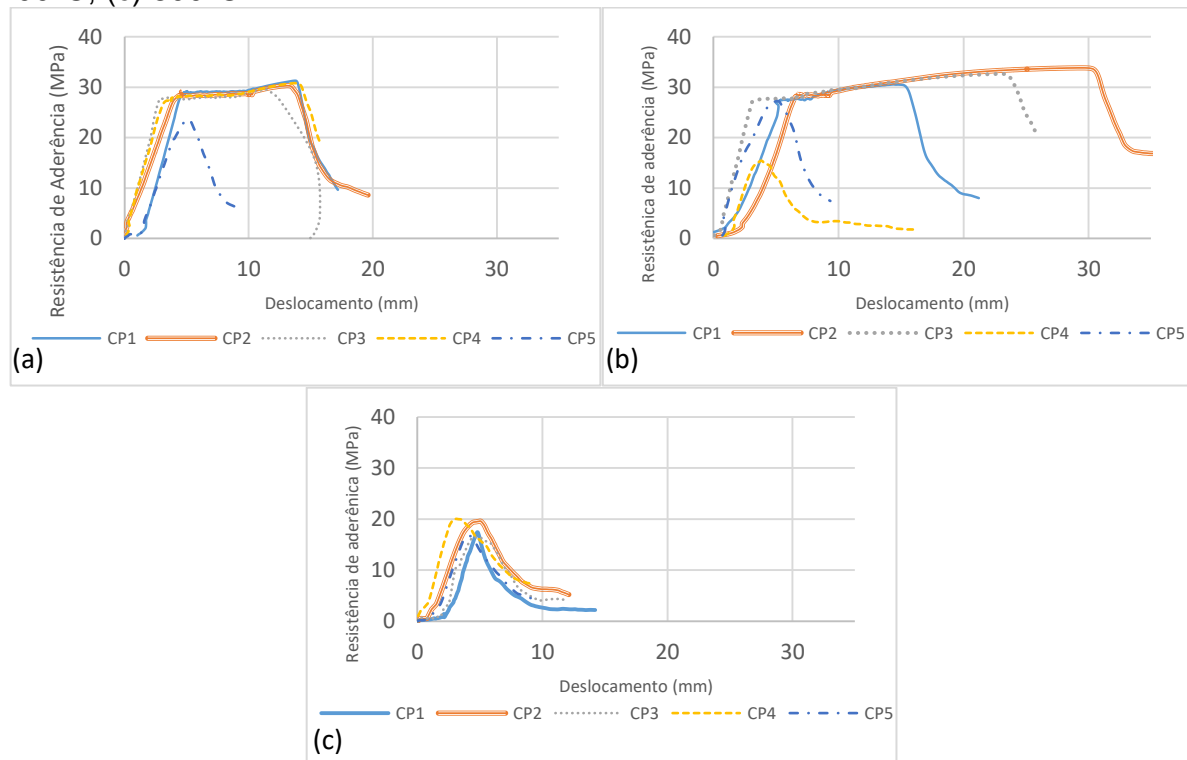 Resistência de Aderência (MPa)
40
30
20
10
0
0 10 20 30
Deslocamento (mm)
CP1 CP2 CP3 CP4 CP5
(a)
Resistênica de aderência (MPa)
40
30
20
10
0
0 10 20 30
Deslocamento (mm)
CP1 CP2 CP3 CP4 CP5
(b)
Resistência de aderênica (MPa)
40
30
20
10
0
0 10 20 30
Deslocamento (mm)
CP1 CP2 CP3 CP4 CP5
(c)